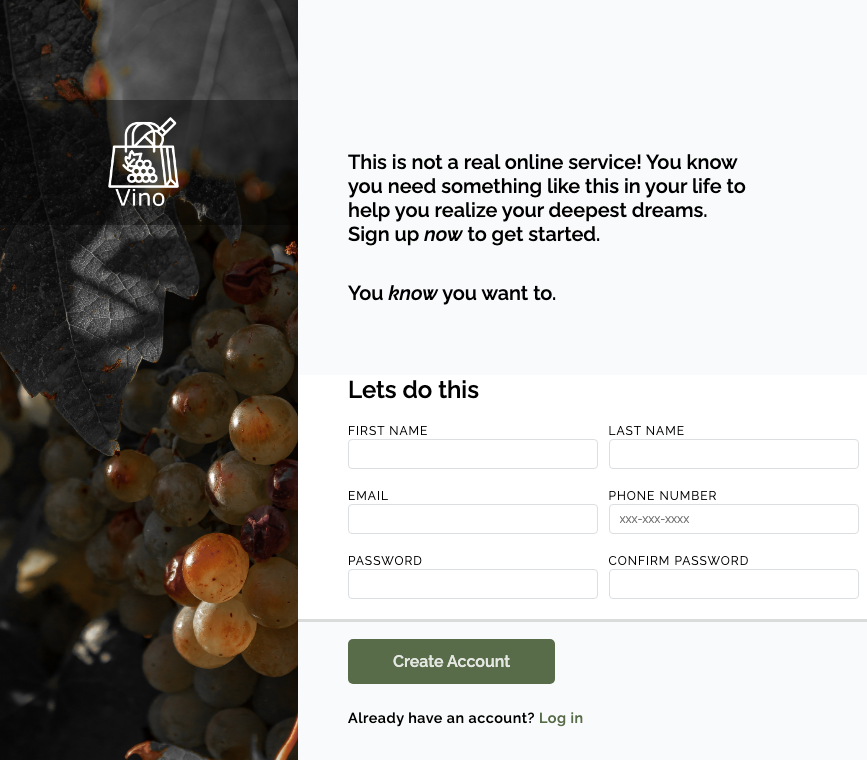 Vino
This is not a real online service! You know
you need something like this in your life to
help you realize your deepest dreams.
Sign up now to get started.
You know you want to.
Lets do this
FIRST NAME LAST NAME
EMAIL PHONE NUMBER
xxx-xxx-xxxx
PASSWORD CONFIRM PASSWORD
Create Account
Already have an account? Log in